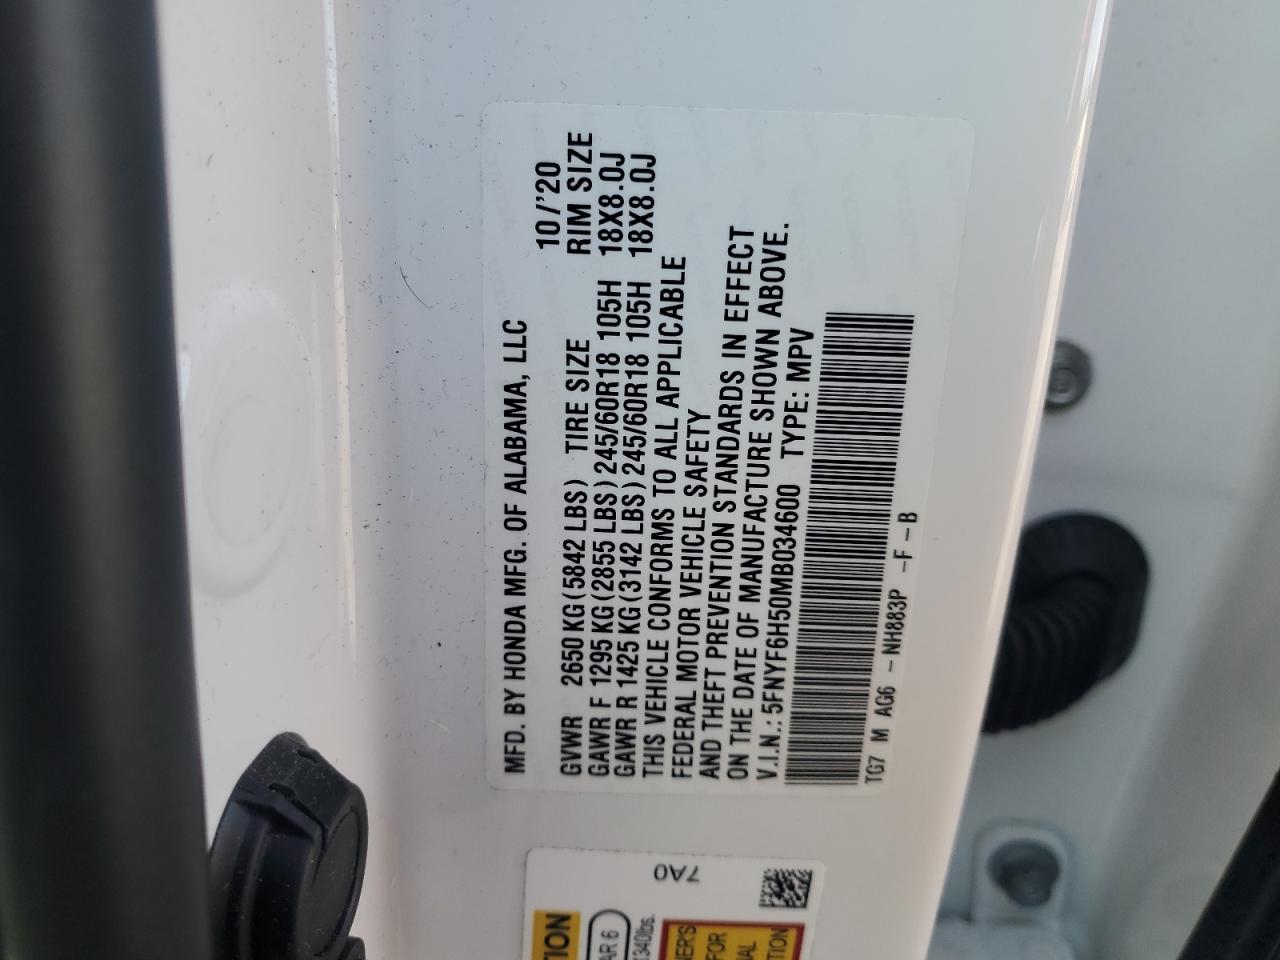 MFD. BY HONDA MFG. OF ALABAMA, LLC
10/'20
GVWR 2650 KG (5842 LBS) TIRE SIZE RIM SIZE
GAWR F 1295 KG (2855 LBS) 245/60R18 105H 18X8.0J
GAWR R 1425 KG (3142 LBS) 245/60R18 105H 18X8.0J
THIS VEHICLE CONFORMS TO ALL APPLICABLE
FEDERAL MOTOR VEHICLE SAFETY
AND THEFT PREVENTION STANDARDS IN EFFECT
ON THE DATE OF MANUFACTURE SHOWN ABOVE.
V.I.N.: 5FNYF6H50MB034600 TYPE: MPV
TG7 M AG6 -NH883P -F-B
7A0